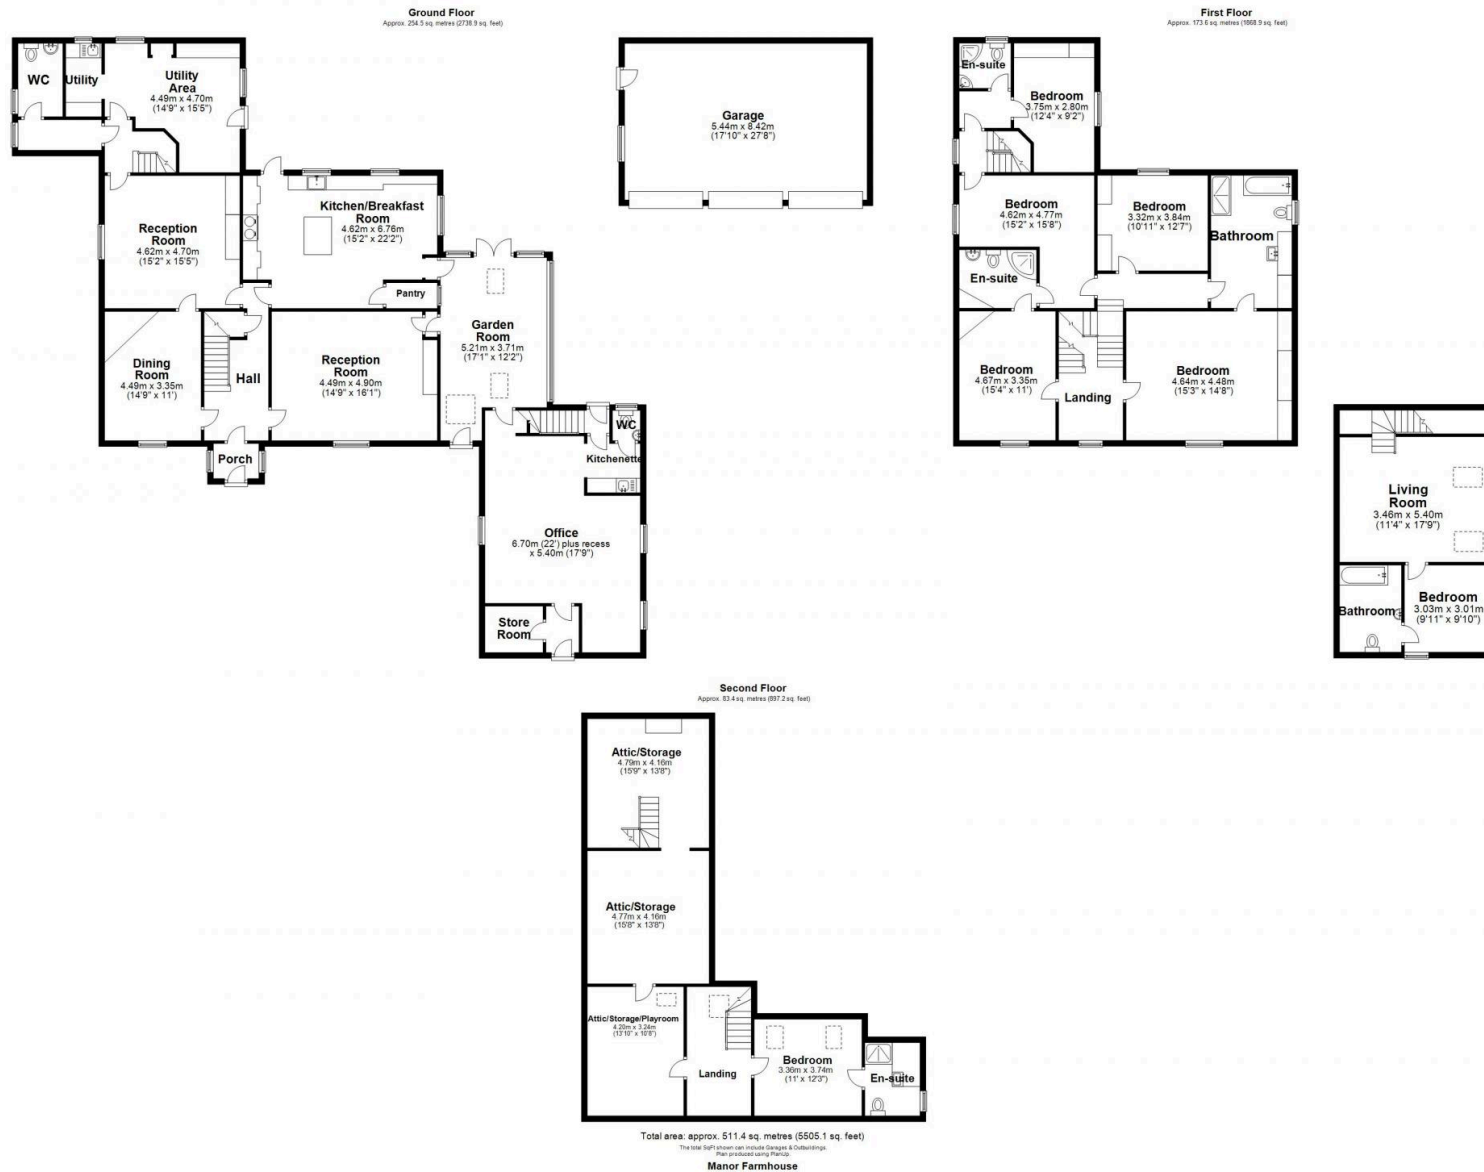 Ground Floor
Approx. 254.5 sq. metres (2738.9 sq. feet)
WC
Utility
Utility
Area
4.49m x 4.70m
(14'9" x 15'5")
Reception
Room
4.62m x 4.70m
(15'2" x 15'5")
Kitchen/Breakfast
Room
4.62m x 6.76m
(15'2" x 22'2")
Pantry
Dining
Room
4.49m x 3.35m
(14'9" x 11')
Hall
Reception
Room
4.49m x 4.90m
(14'9" x 16'1")
Garden
Room
5.21m x 3.71m
(17'1" x 12'2")
Porch
WC
Kitchenette
Office
6.70m (22') plus recess
x 5.40m (17'9")
Store
Room
Garage
5.44m x 8.42m
(17'10" x 27'8")
First Floor
Approx. 173.6 sq. metres (1868.9 sq. feet)
En-suite
Bedroom
3.75m x 2.80m
(12'4" x 9'2")
Bedroom
4.62m x 4.77m
(15'2" x 15'8")
Bedroom
3.32m x 3.84m
(10'11" x 12'7")
Bathroom
En-suite
Bedroom
4.67m x 3.35m
(15'4" x 11')
Landing
Bedroom
4.64m x 4.48m
(15'3" x 14'8")
Living
Room
3.46m x 5.40m
(11'4" x 17'9")
Bathroom
Bedroom
3.03m x 3.01m
(9'11" x 9'10")
Second Floor
Approx. 83.4 sq. metres (897.2 sq. feet)
Attic/Storage
4.79m x 4.16m
(15'9" x 13'8")
Attic/Storage
4.77m x 4.16m
(15'8" x 13'8")
Attic/Storage/Playroom
4.20m x 3.24m
(13'10" x 10'8")
Landing
Bedroom
3.36m x 3.74m
(11' x 12'3")
En-suite
Total area: approx. 511.4 sq. metres (5505.1 sq. feet)
The total SqFt shown can include Garages & Outbuildings.
Plan produced using PlanUp.
Manor Farmhouse